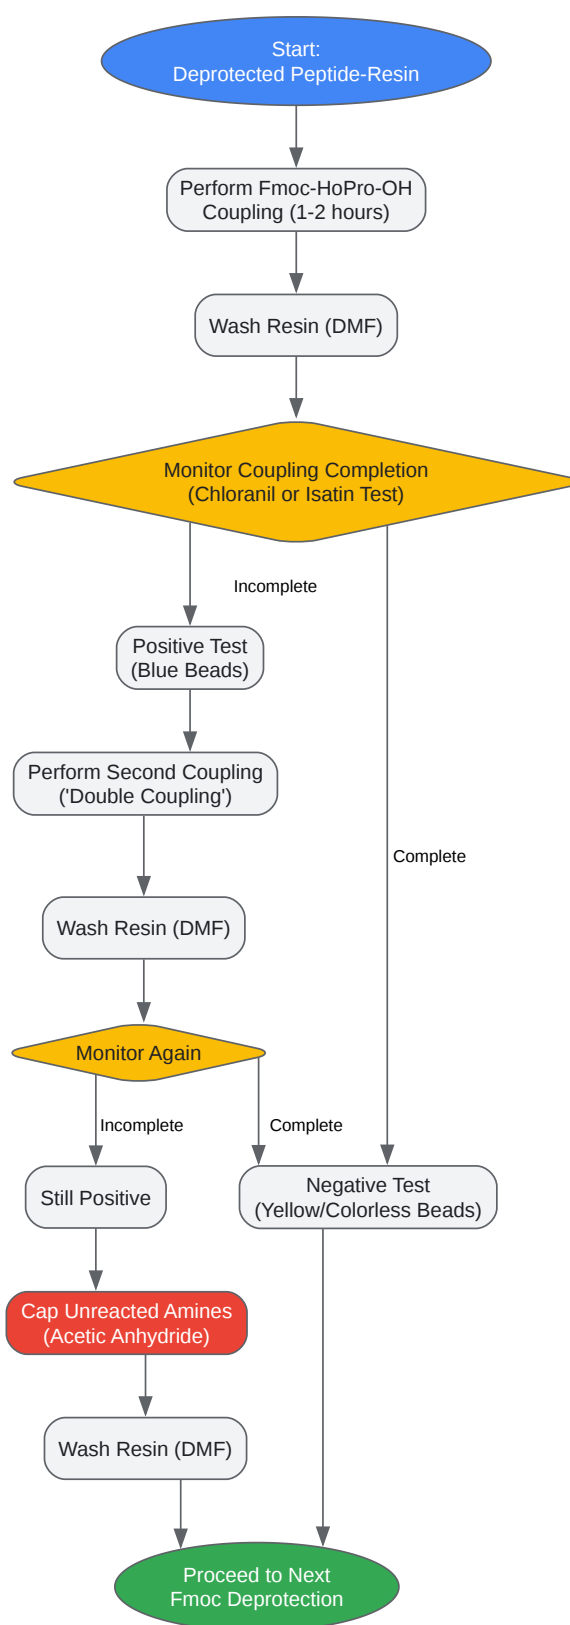 Start:
Deprotected Peptide-Resin
Perform Fmoc-HoPro-OH
Coupling (1-2 hours)
Wash Resin (DMF)
Monitor Coupling Completion
(Chloranil or Isatin Test)
Incomplete
Positive Test
(Blue Beads)
Perform Second Coupling
('Double Coupling')
Complete
Wash Resin (DMF)
Monitor Again
Incomplete
Complete
Still Positive
Negative Test
(Yellow/Colorless Beads)
Cap Unreacted Amines
(Acetic Anhydride)
Wash Resin (DMF)
Proceed to Next
Fmoc Deprotection